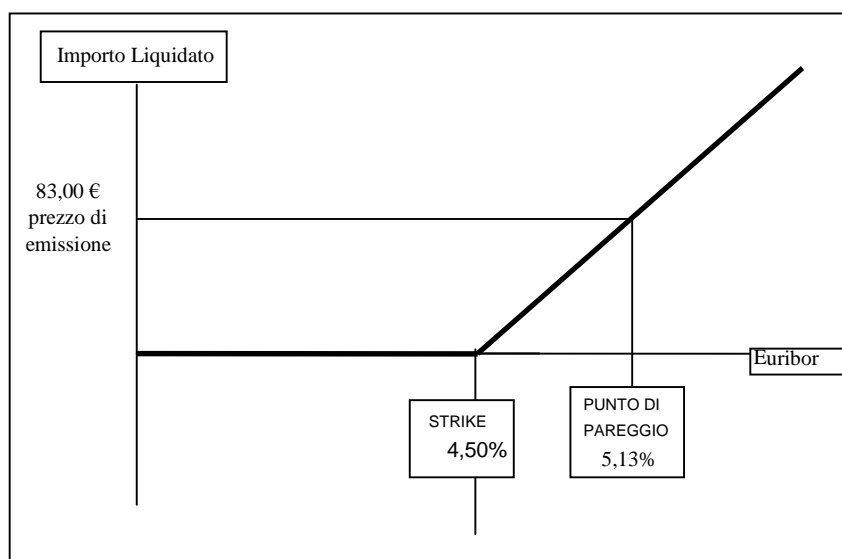 Importo Liquidato
83,00 €
prezzo di
emissione
Euribor
STRIKE
4,50%
PUNTO DI
PAREGGIO
5,13%